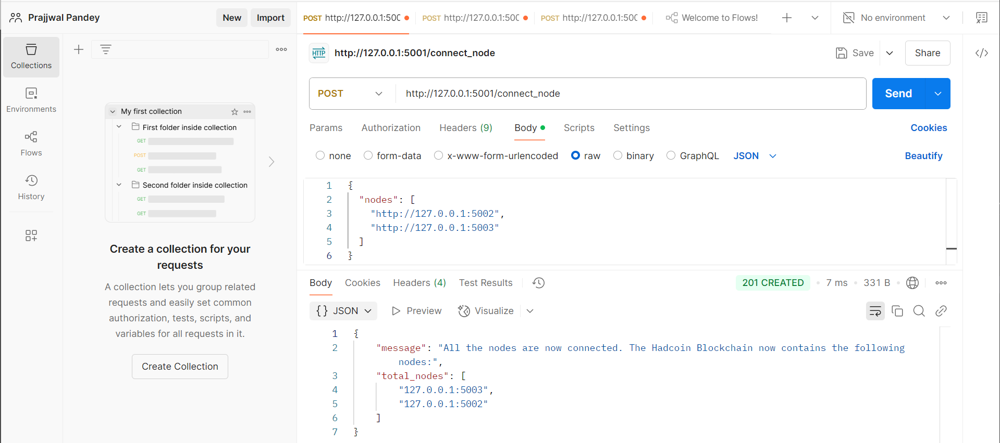 Prajjwal Pandey
New Import
POST http://127.0.0.1:500
POST http://127.0.0.1:500
POST http://127.0.0.1:500
Welcome to Flows!
No environment
Collections
Environments
Flows
History
My first collection
First folder inside collection
GET
POST
GET
Second folder inside collection
GET
GET
Create a collection for your
requests
A collection lets you group related
requests and easily set common
authorization, tests, scripts, and
variables for all requests in it.
Create Collection
HTTP http://127.0.0.1:5001/connect_node
Save Share
POST http://127.0.0.1:5001/connect_node Send
Params Authorization Headers (9) Body Scripts Settings Cookies
none form-data x-www-form-urlencoded raw binary GraphQL JSON Beautify
1 {
2 "nodes": [
3 "http://127.0.0.1:5002",
4 "http://127.0.0.1:5003"
5 ]
6 }
Body Cookies Headers (4) Test Results 201 CREATED 7 ms 331 B
{} JSON Preview Visualize
1 {
2 "message": "All the nodes are now connected. The Hadcoin Blockchain now contains the following
nodes:",
3 "total_nodes": [
4 "127.0.0.1:5003",
5 "127.0.0.1:5002"
6 ]
7 }